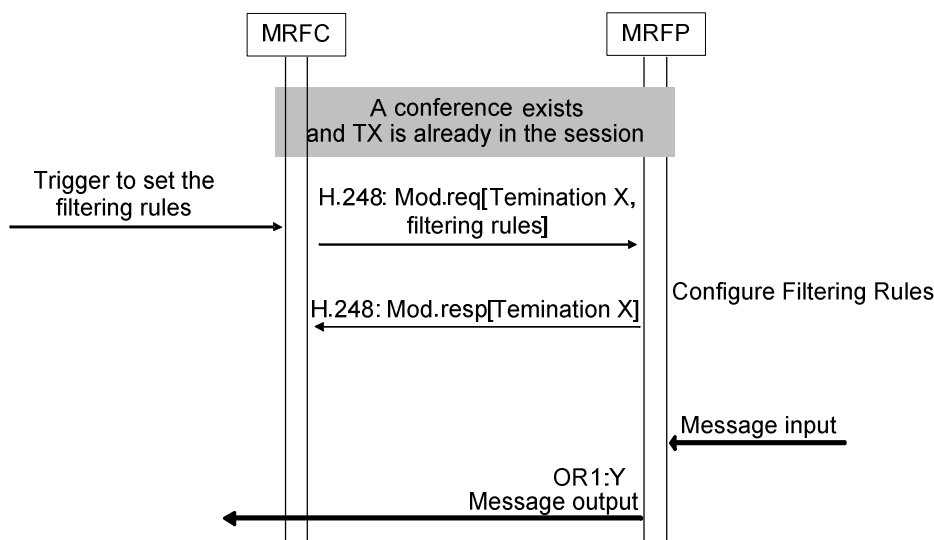 MRFC
MRFP
A conference exists
and TX is already in the session
Trigger to set the
filtering rules
H.248: Mod.req[Temination X,
filtering rules]
Configure Filtering Rules
H.248: Mod.resp[Temination X]
Message input
OR1:Y
Message output